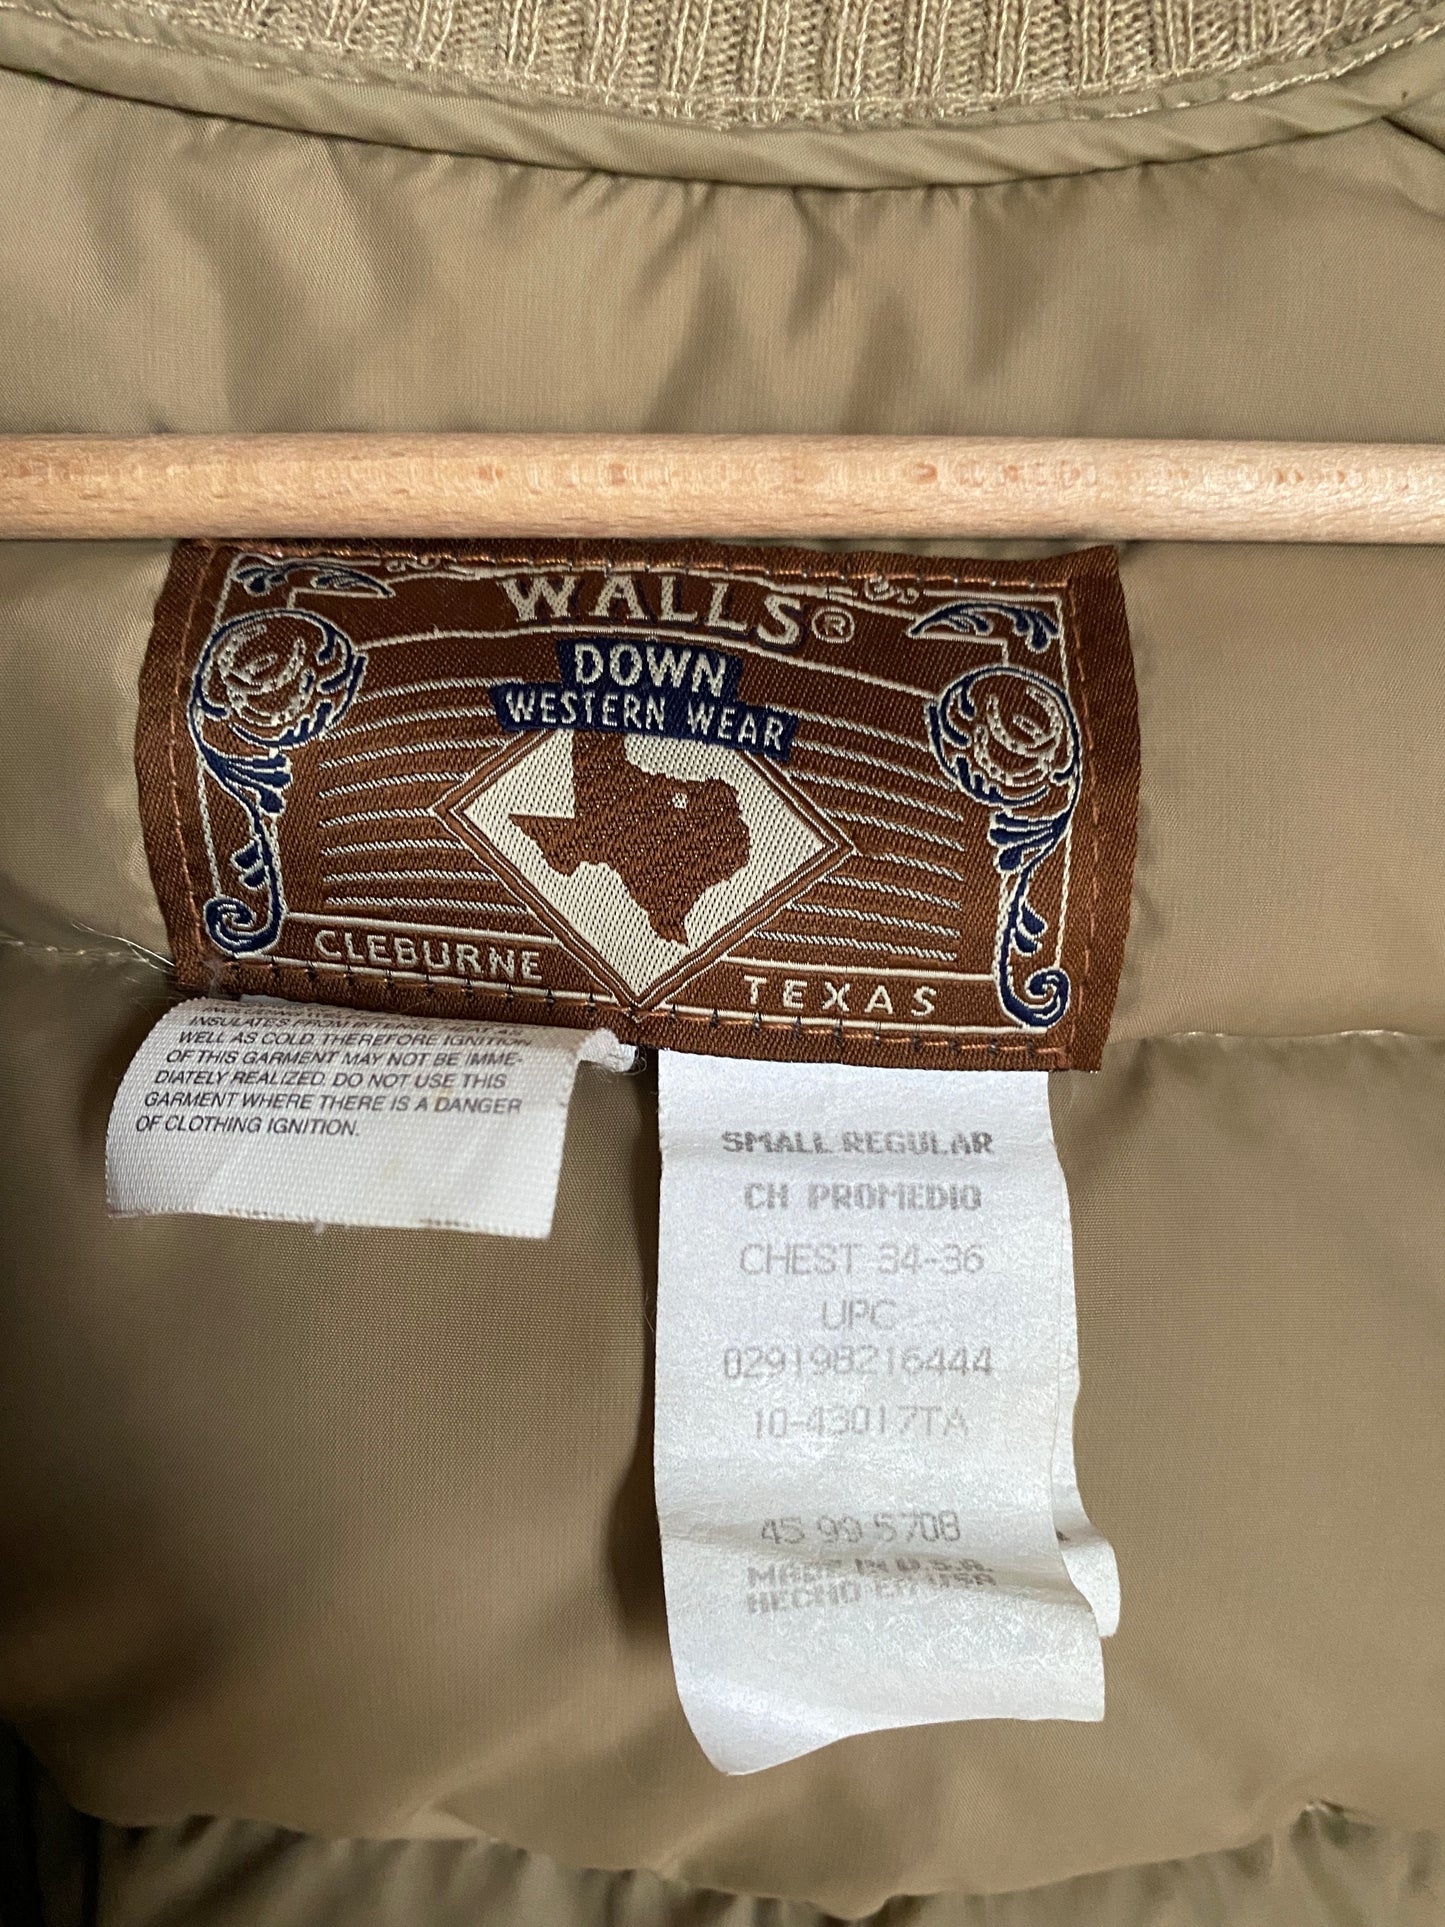 WALLS®
DOWN
WESTERN WEAR
CLEBURNE TEXAS
INSULATES FROM
WELL AS COLD. THEREFORE IGNITION
OF THIS GARMENT MAY NOT BE IMME-
DIATELY REALIZED. DO NOT USE THIS
GARMENT WHERE THERE IS A DANGER
OF CLOTHING IGNITION.
SMALL REGULAR
CH PROMEDIO
CHEST 34-36
UPC
029198216444
10-43017TA
45 99 5708
MADE IN U.S.A.
HECHO EN USA